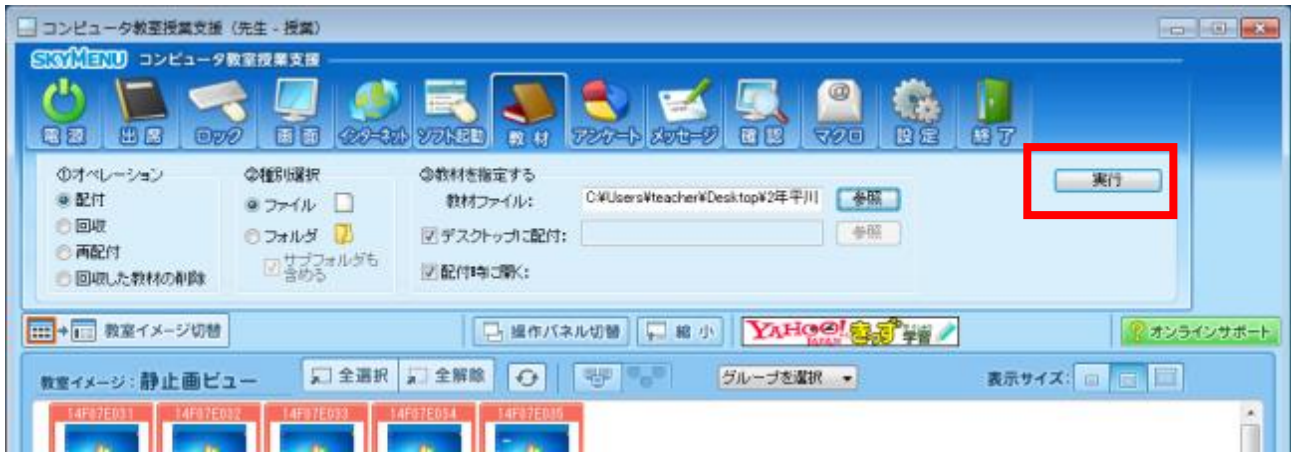 コンピュータ教室授業支援 (先生 - 授業)
SKYMENU コンピュータ教室授業支援
電源 出席 ロック 画面 インターネット ソフト起動 教材 アンケート メッセージ 確認 マクロ 設定 終了
①オペレーション ②種別選択 ③教材を指定する 実行
配付 ファイル 教材ファイル: C:¥Users¥teacher¥Desktop¥2年平川 参照
回収 フォルダ デスクトップに配付: 参照
再配付 サブフォルダも含める 配付時に開く:
回収した教材の削除
教室イメージ切替 操作パネル切替 縮小 YAHOO! JAPAN きっず 学習 オンラインサポート
教室イメージ : 静止画ビュー 全選択 全解除 グループを選択 表示サイズ:
14F07E031 14F07E032 14F07E033 14F07E034 14F07E035